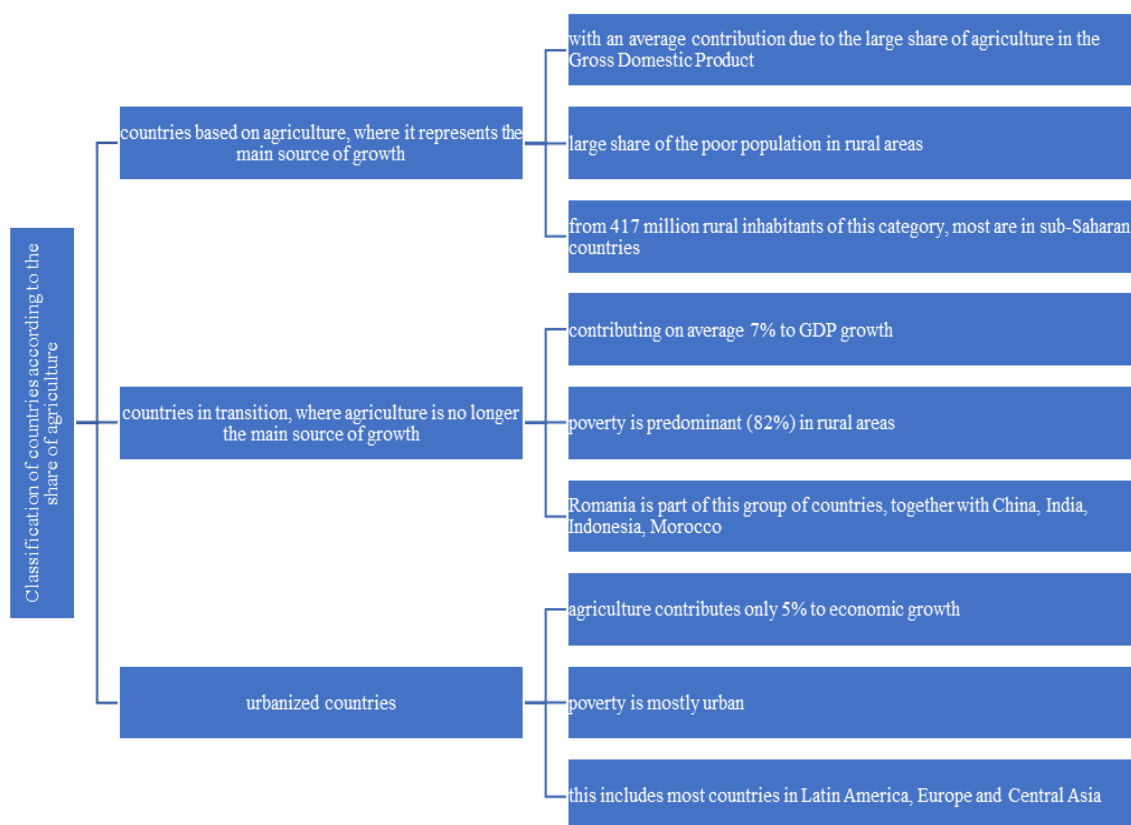 Classification of countries according to the
share of agriculture
countries based on agriculture, where it represents the
main source of growth
with an average contribution due to the large share of agriculture in the
Gross Domestic Product
large share of the poor population in rural areas
from 417 million rural inhabitants of this category, most are in sub-Saharan
countries
countries in transition, where agriculture is no longer
the main source of growth
contributing on average 7% to GDP growth
poverty is predominant (82%) in rural areas
Romania is part of this group of countries, together with China, India,
Indonesia, Morocco
urbanized countries
agriculture contributes only 5% to economic growth
poverty is mostly urban
this includes most countries in Latin America, Europe and Central Asia